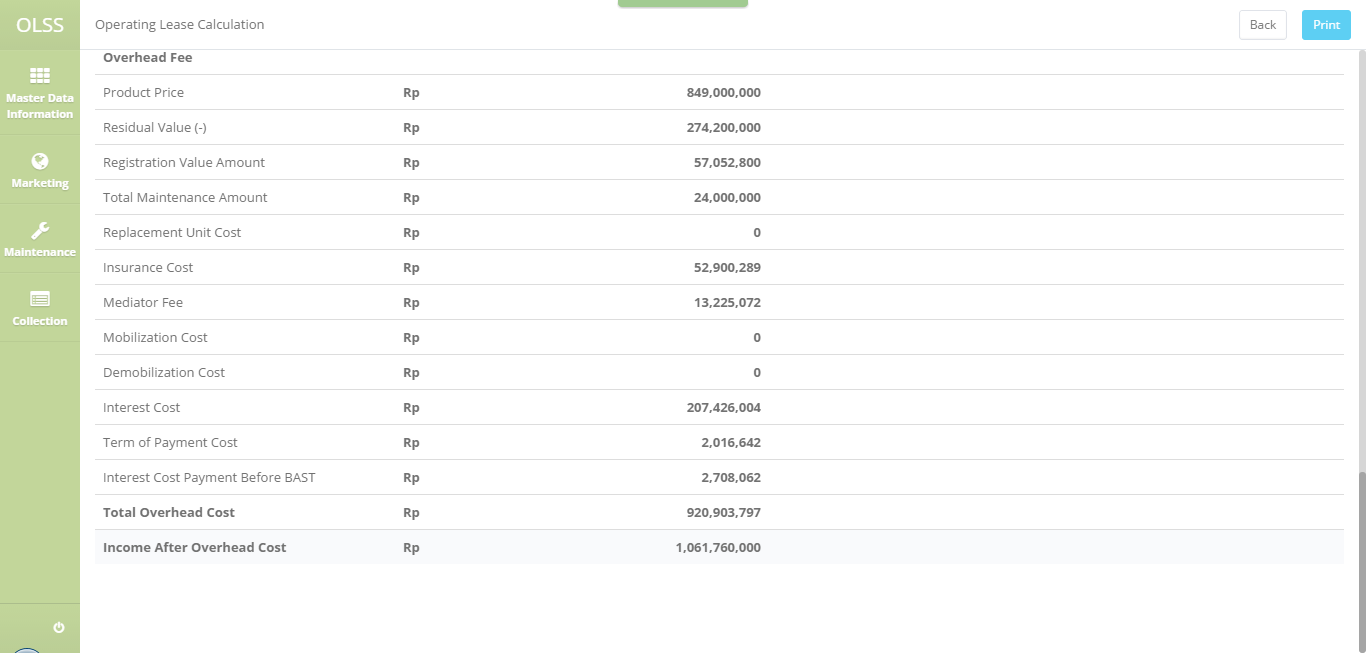 OLSS
Operating Lease Calculation
Back
Print
Master Data
Information
Marketing
Maintenance
Collection
Overhead Fee
Product Price Rp 849,000,000
Residual Value (-) Rp 274,200,000
Registration Value Amount Rp 57,052,800
Total Maintenance Amount Rp 24,000,000
Replacement Unit Cost Rp 0
Insurance Cost Rp 52,900,289
Mediator Fee Rp 13,225,072
Mobilization Cost Rp 0
Demobilization Cost Rp 0
Interest Cost Rp 207,426,004
Term of Payment Cost Rp 2,016,642
Interest Cost Payment Before BAST Rp 2,708,062
Total Overhead Cost Rp 920,903,797
Income After Overhead Cost Rp 1,061,760,000